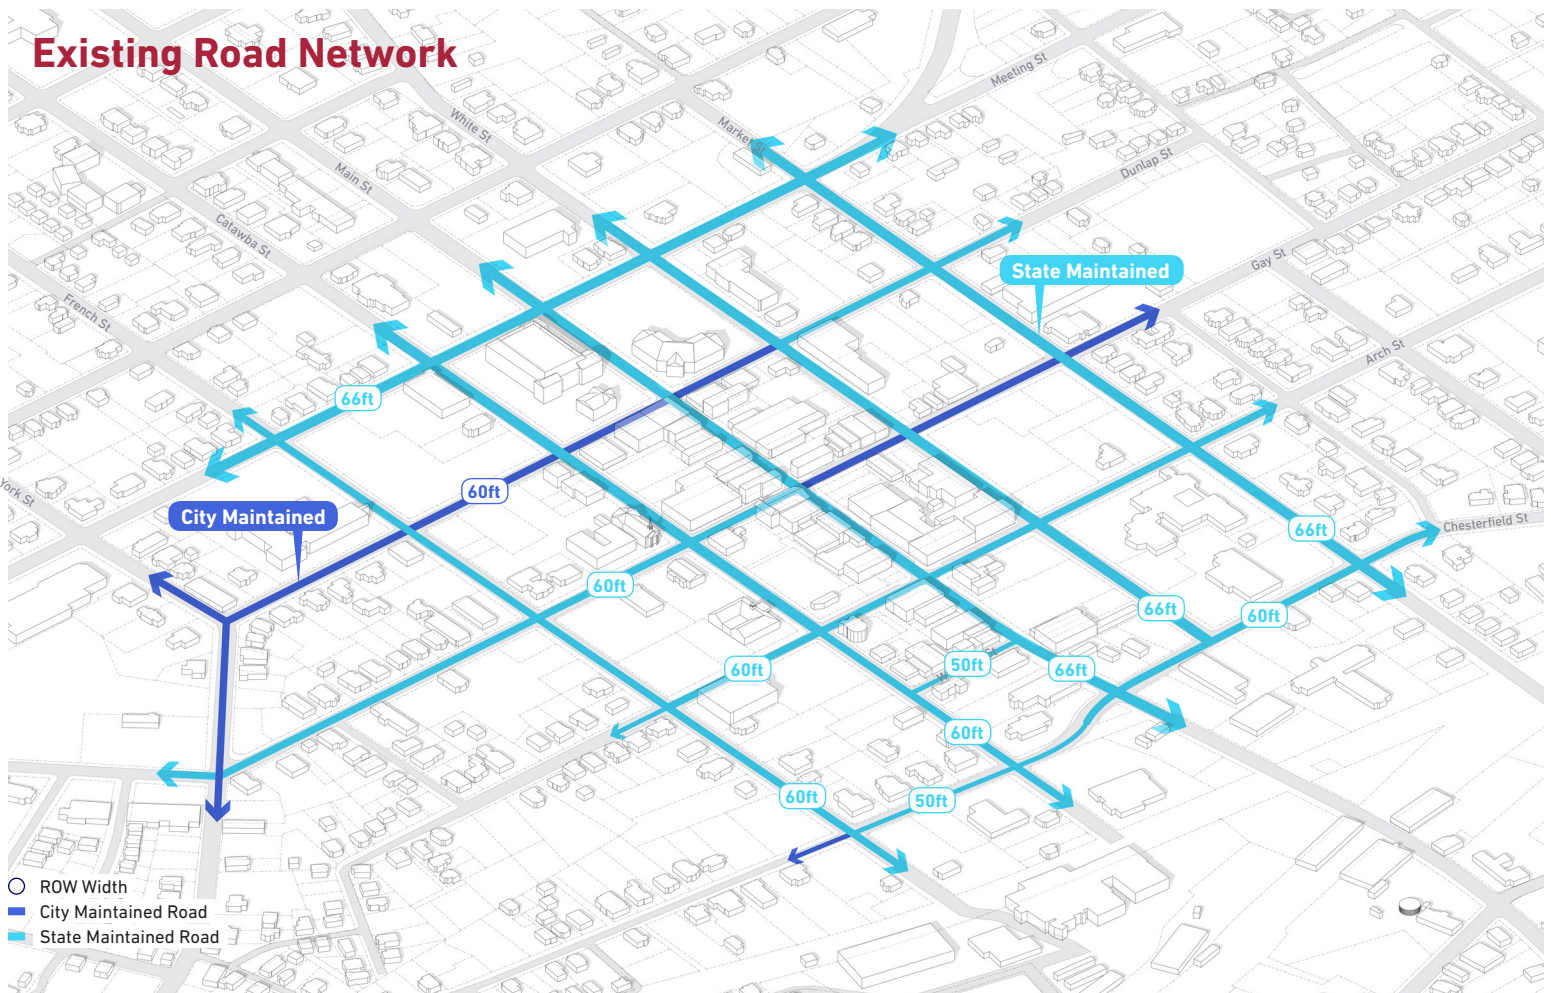 Existing Road Network
Meeting St
White St
Market St
Dunlap St
Main St
Catawba St
Gay St
State Maintained
French St
Arch St
66ft
York St
60ft
City Maintained
Chesterfield St
66ft
60ft
66ft
60ft
60ft
50ft
66ft
60ft
60ft
50ft
ROW Width
City Maintained Road
State Maintained Road